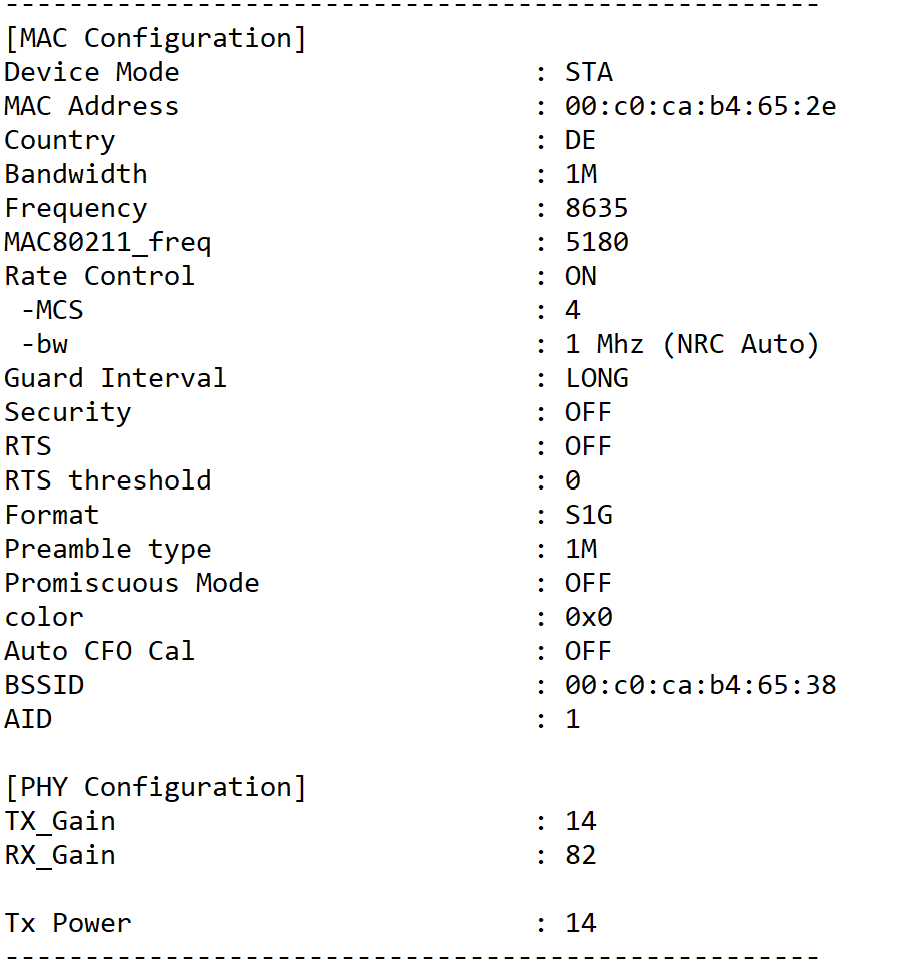 ---------------------------------------------------
[MAC Configuration]
Device Mode : STA
MAC Address : 00:c0:ca:b4:65:2e
Country : DE
Bandwidth : 1M
Frequency : 8635
MAC80211_freq : 5180
Rate Control : ON
-MCS : 4
-bw : 1 Mhz (NRC Auto)
Guard Interval : LONG
Security : OFF
RTS : OFF
RTS threshold : 0
Format : S1G
Preamble type : 1M
Promiscuous Mode : OFF
color : 0x0
Auto CFO Cal : OFF
BSSID : 00:c0:ca:b4:65:38
AID : 1
[PHY Configuration]
TX_Gain : 14
RX_Gain : 82
Tx Power : 14
---------------------------------------------------